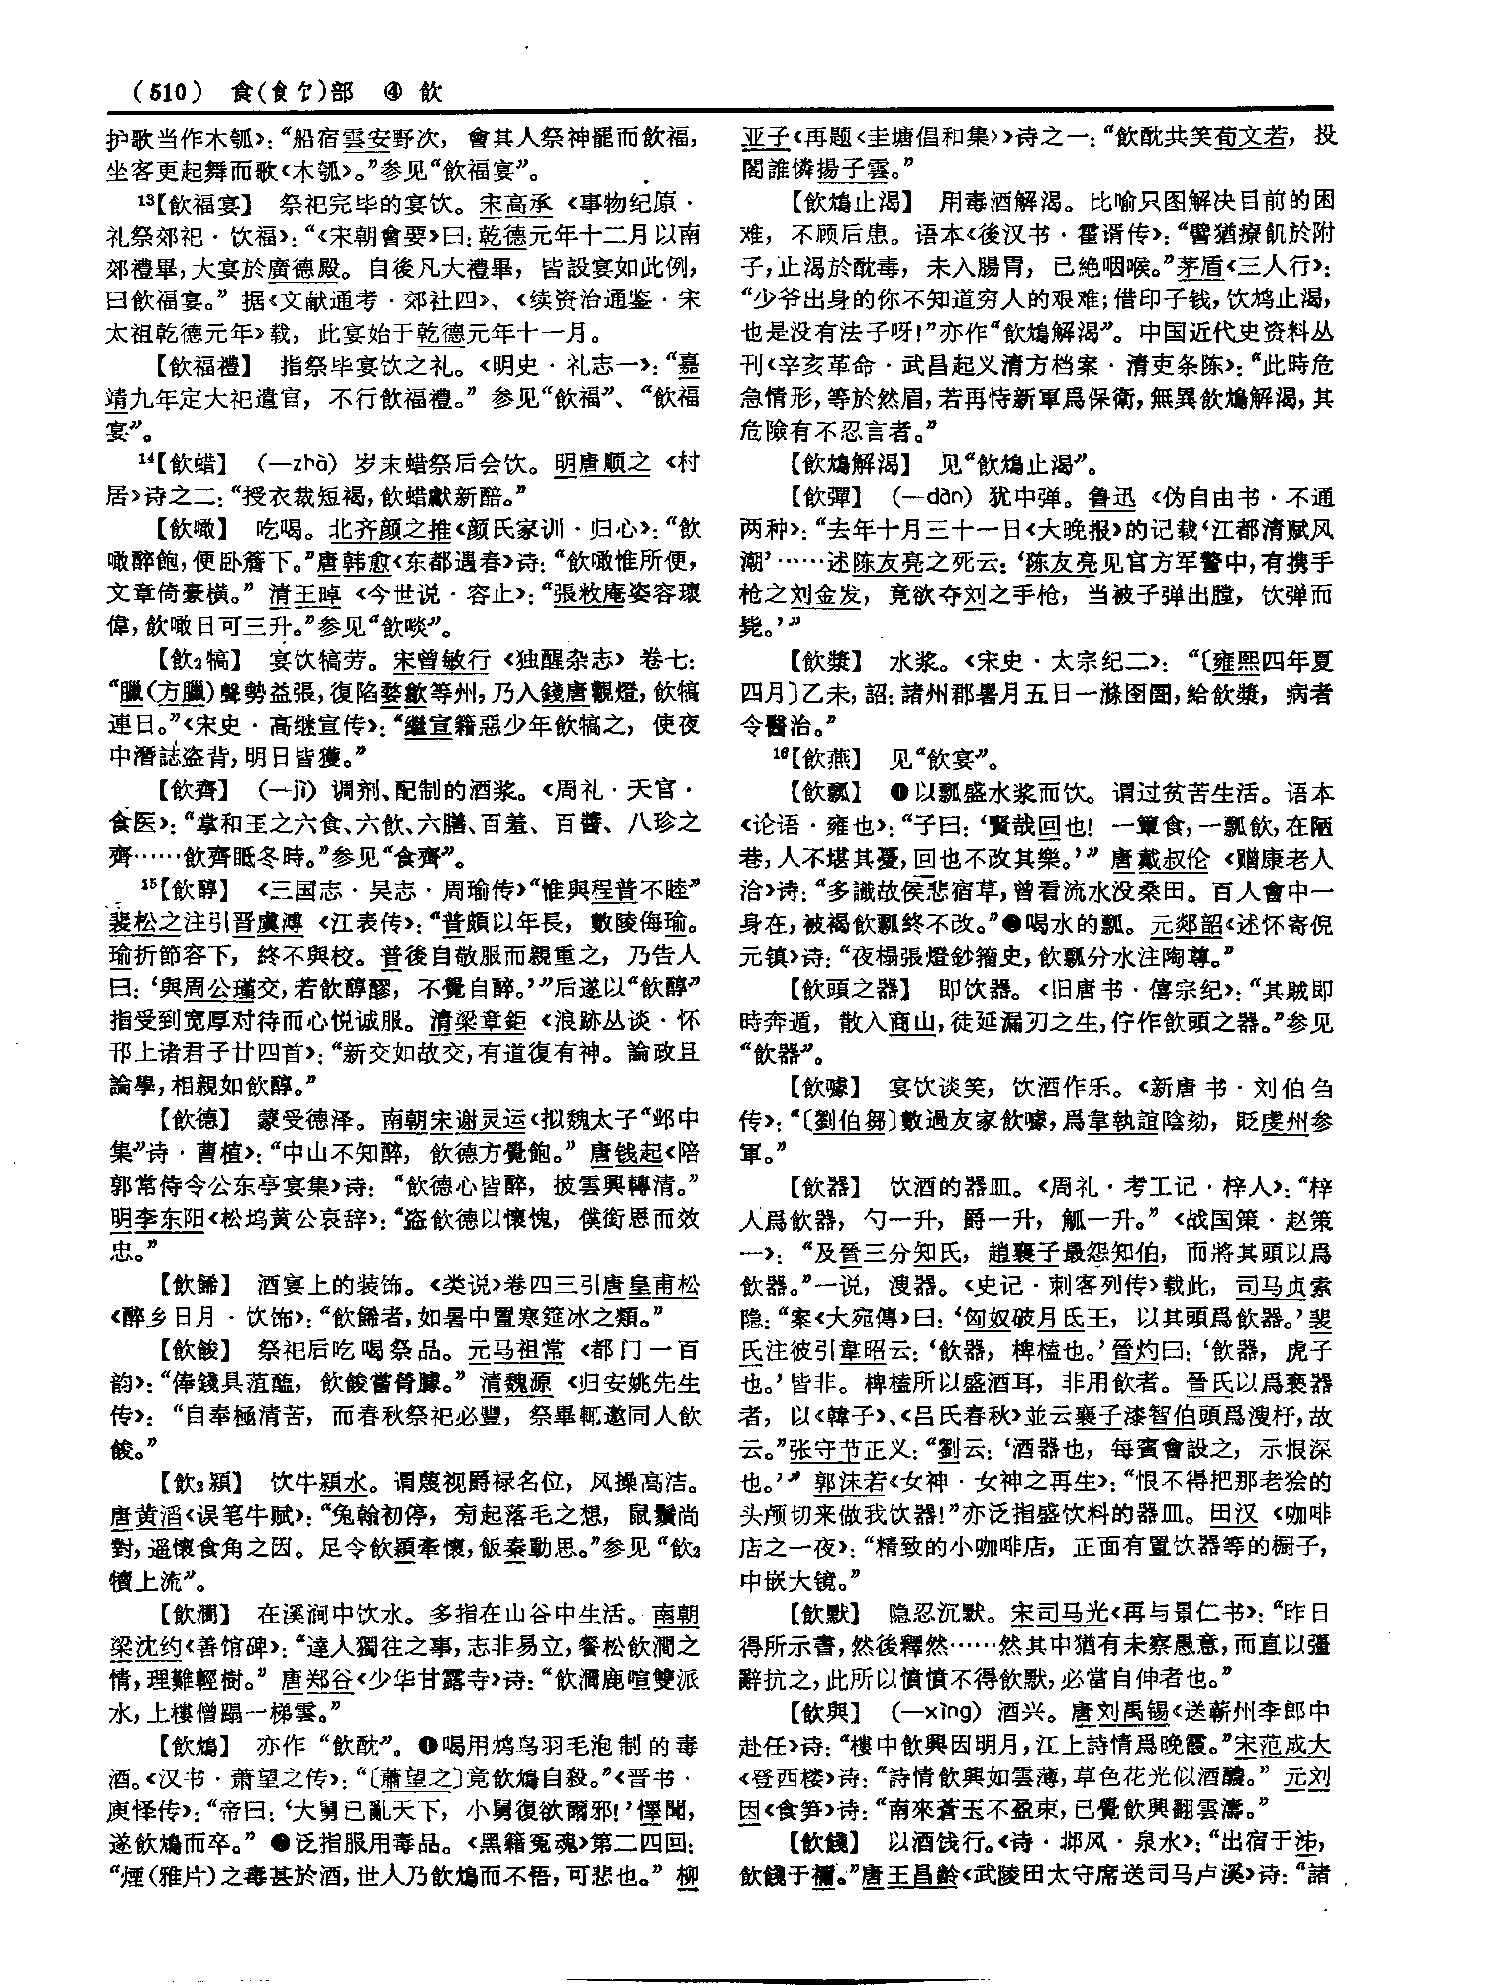 (510) 食(𩙿饣)部 ④ 飲
护歌当作木瓠》：“船宿雲安野次，會其人祭神罷而飲福，
坐客更起舞而歌《木瓠》。”参见“飲福宴”。
13【飲福宴】 祭祀完毕的宴饮。宋高承《事物纪原·
礼祭郊祀·饮福》：“《宋朝會要》曰：乾德元年十二月以南
郊禮畢，大宴於廣德殿。自後凡大禮畢，皆設宴如此例，
曰飲福宴。”据《文献通考·郊社四》、《续资治通鉴·宋
太祖乾德元年》载，此宴始于乾德元年十一月。
【飲福禮】 指祭毕宴饮之礼。《明史·礼志一》：“嘉
靖九年定大祀遣官，不行飲福禮。”参见“飲福”、“飲福
宴”。
14【飲蜡】 （—zhà）岁末蜡祭后会饮。明唐顺之《村
居》诗之二：“授衣裁短褐，飲蜡獻新醅。”
【飲噉】 吃喝。北齐颜之推《颜氏家训·归心》：“飲
噉醉飽，便卧簷下。”唐韩愈《东都遇春》诗：“飲噉惟所便，
文章倚豪横。”清王晫《今世说·容止》：“張敉庵姿容瓌
偉，飲噉日可三升。”参见“飲啖”。
【飲2犒】 宴饮犒劳。宋曾敏行《独醒杂志》卷七：
“臘（方臘）聲勢益張，復陷婺歙等州，乃入錢唐觀燈，飲犒
連日。”《宋史·高继宣传》：“繼宣籍惡少年飲犒之，使夜
中潛誌盗背，明日皆獲。”
【飲齊】 （—jì）调剂、配制的酒浆。《周礼·天官·
食医》：“掌和王之六食、六飲、六膳、百羞、百醬、八珍之
齊……飲齊眡冬時。”参见“食齊”。
15【飲醇】 《三国志·吴志·周瑜传》“惟與程普不睦”
裴松之注引晋虞溥《江表传》：“普頗以年長，數陵侮瑜。
瑜折節容下，終不與校。普後自敬服而親重之，乃告人
曰：‘與周公瑾交，若飲醇醪，不覺自醉。’”后遂以“飲醇”
指受到宽厚对待而心悦诚服。清梁章鉅《浪跡丛谈·怀
邗上诸君子廿四首》：“新交如故交，有道復有神。論政且
論學，相親如飲醇。”
【飲德】 蒙受德泽。南朝宋谢灵运《拟魏太子“邺中
集”诗·曹植》：“中山不知醉，飲德方覺飽。”唐钱起《陪
郭常侍令公东亭宴集》诗：“飲德心皆醉，披雲興轉清。”
明李东阳《松坞黄公哀辞》：“盗飲德以懷愧，僕銜恩而效
忠。”
【飲餙】 酒宴上的装饰。《类说》卷四三引唐皇甫松
《醉乡日月·饮饰》：“飲餙者，如暑中置寒筵冰之類。”
【飲餕】 祭祀后吃喝祭品。元马祖常《都门一百
韵》：“俸錢具菹醢，飲餕嘗脀膴。”清魏源《归安姚先生
传》：“自奉極清苦，而春秋祭祀必豐，祭畢輒邀同人飲
餕。”
【飲3潁】 饮牛潁水。谓蔑视爵禄名位，风操高洁。
唐黄滔《误笔牛赋》：“兔翰初停，旁起落毛之想，鼠鬚尚
對，遥懷食角之因。足令飲潁牽懷，飯秦動思。”参见“飲3
犢上流”。
【飲澗】 在溪涧中饮水。多指在山谷中生活。南朝
梁沈约《善馆碑》：“達人獨往之事，志非易立，餐松飲澗之
情，理難輕樹。”唐郑谷《少华甘露寺》诗：“飲澗鹿喧雙派
水，上樓僧蹋一梯雲。”
【飲鴆】 亦作“飲酖”。❶喝用鸩鸟羽毛泡制的毒
酒。《汉书·萧望之传》：“〔蕭望之〕竟飲鴆自殺。”《晋书·
庾怿传》：“帝曰：‘大舅已亂天下，小舅復欲爾邪！’懌聞，
遂飲鴆而卒。”❷泛指服用毒品。《黑籍冤魂》第二四回：
“煙（雅片）之毒甚於酒，世人乃飲鴆而不悟，可悲也。”柳
亚子《再题〈圭塘倡和集〉》诗之一：“飲酖共笑荀文若，投
閣誰憐揚子雲。”
【飲鴆止渴】 用毒酒解渴。比喻只图解决目前的困
难，不顾后患。语本《後汉书·霍谞传》：“譬猶療飢於附
子，止渴於酖毒，未入腸胃，已絶咽喉。”茅盾《三人行》：
“少爷出身的你不知道穷人的艰难；借印子钱，饮鸩止渴，
也是没有法子呀！”亦作“飲鴆解渴”。中国近代史资料丛
刊《辛亥革命·武昌起义清方档案·清吏条陈》：“此時危
急情形，等於然眉，若再恃新軍爲保衛，無異飲鴆解渴，其
危險有不忍言者。”
【飲鴆解渴】 见“飲鴆止渴”。
【飲彈】 （—dàn）犹中弹。鲁迅《伪自由书·不通
两种》：“去年十月三十一日《大晚报》的记载‘江都清赋风
潮’……述陈友亮之死云：‘陈友亮见官方军警中，有携手
枪之刘金发，竟欲夺刘之手枪，当被子弹出膛，饮弹而
毙。’”
【飲漿】 水浆。《宋史·太宗纪二》：“〔雍熙四年夏
四月〕乙未，詔：諸州郡暑月五日一滌囹圄，給飲漿，病者
令醫治。”
16【飲燕】 见“飲宴”。
【飲瓢】 ❶以瓢盛水浆而饮。谓过贫苦生活。语本
《论语·雍也》：“子曰：‘賢哉回也！一簞食，一瓢飲，在陋
巷，人不堪其憂，回也不改其樂。’”唐戴叔伦《赠康老人
洽》诗：“多識故侯悲宿草，曾看流水没桑田。百人會中一
身在，被褐飲瓢終不改。”❷喝水的瓢。元郯韶《述怀寄倪
元镇》诗：“夜榻張燈鈔籀史，飲瓢分水注陶尊。”
【飲頭之器】 即饮器。《旧唐书·僖宗纪》：“其贼即
時奔遁，散入商山，徒延漏刃之生，佇作飲頭之器。”参见
“飲器”。
【飲噱】 宴饮谈笑，饮酒作乐。《新唐书·刘伯刍
传》：“〔劉伯芻〕數過友家飲噱，爲韋執誼陰劾，貶虔州参
軍。”
【飲器】 饮酒的器皿。《周礼·考工记·梓人》：“梓
人爲飲器，勺一升，爵一升，觚一升。”《战国策·赵策
一》：“及晉三分知氏，趙襄子最怨知伯，而將其頭以爲
飲器。”一说，溲器。《史记·刺客列传》载此，司马贞索
隐：“案《大宛傳》曰：‘匈奴破月氏王，以其頭爲飲器。’裴
氏注彼引韋昭云：‘飲器，椑榼也。’晉灼曰：‘飲器，虎子
也。’皆非。椑榼所以盛酒耳，非用飲者。晉氏以爲褻器
者，以《韓子》、《吕氏春秋》並云襄子漆智伯頭爲溲杅，故
云。”张守节正义：“劉云：‘酒器也，每賓會設之，示恨深
也。’”郭沫若《女神·女神之再生》：“恨不得把那老狯的
头颅切来做我饮器！”亦泛指盛饮料的器皿。田汉《咖啡
店之一夜》：“精致的小咖啡店，正面有置饮器等的橱子，
中嵌大镜。”
【飲默】 隐忍沉默。宋司马光《再与景仁书》：“昨日
得所示書，然後釋然……然其中猶有未察愚意，而直以彊
辭抗之，此所以憤憤不得飲默，必當自伸者也。”
【飲興】 （—xìng）酒兴。唐刘禹锡《送蘄州李郎中
赴任》诗：“樓中飲興因明月，江上詩情爲晚霞。”宋范成大
《登西楼》诗：“詩情飲興如雲薄，草色花光似酒醲。”元刘
因《食笋》诗：“南來蒼玉不盈束，已覺飲興翻雲濤。”
【飲餞】 以酒饯行。《诗·邶风·泉水》：“出宿于泲，
飲餞于禰。”唐王昌龄《武陵田太守席送司马卢溪》诗：“諸